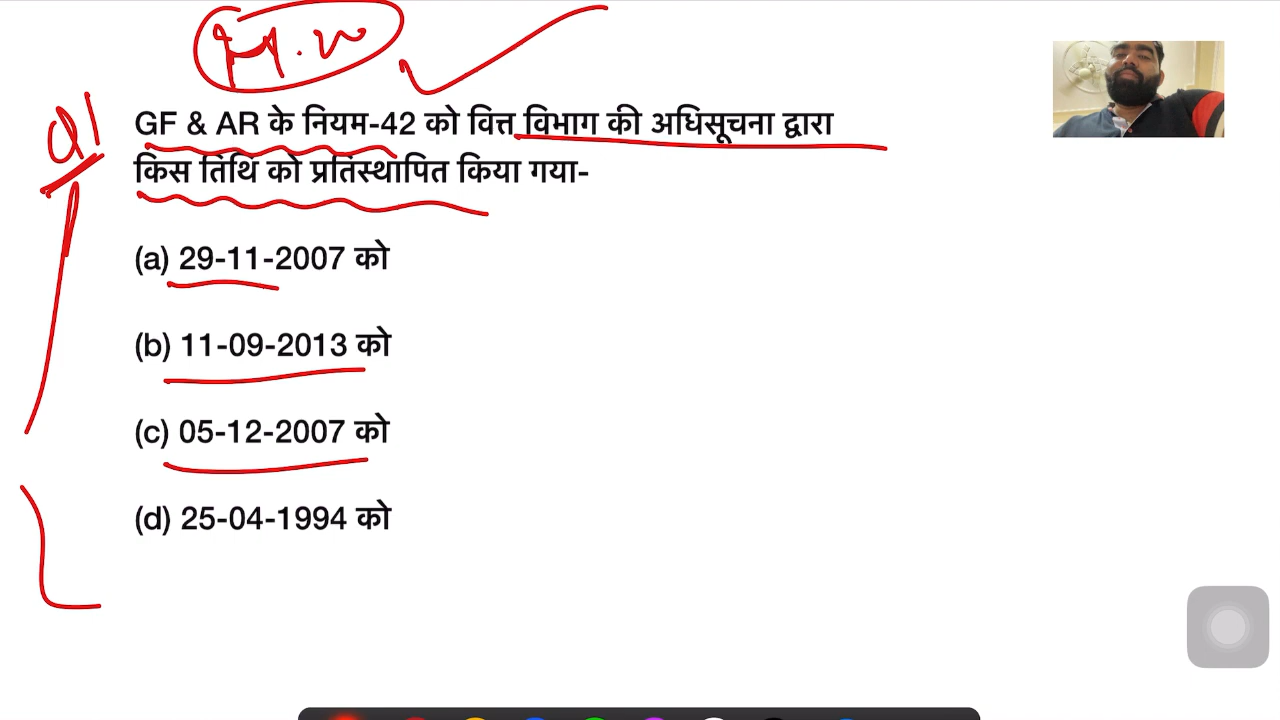 Q1
GF & AR के नियम-42 को वित्त विभाग की अधिसूचना द्वारा
किस तिथि को प्रतिस्थापित किया गया-
(a) 29-11-2007 को
(b) 11-09-2013 को
(c) 05-12-2007 को
(d) 25-04-1994 को